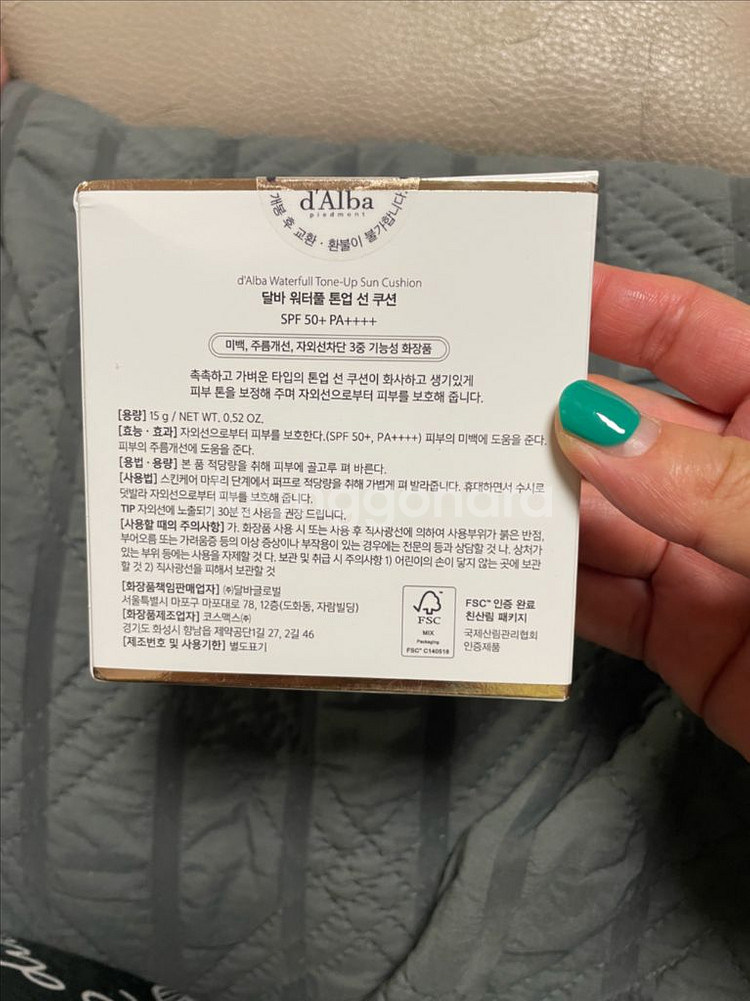 d'Alba
piedmont
개봉 후 교환 · 환불이 불가합니다.
d'Alba Waterfull Tone-Up Sun Cushion
달바 워터풀 톤업 선 쿠션
SPF 50+ PA++++
미백, 주름개선, 자외선차단 3중 기능성 화장품
촉촉하고 가벼운 타입의 톤업 선 쿠션이 화사하고 생기있게
피부 톤을 보정해 주며 자외선으로부터 피부를 보호해 줍니다.
[용량] 15 g / NET WT. 0.52 OZ.
[효능 · 효과] 자외선으로부터 피부를 보호한다.(SPF 50+, PA++++) 피부의 미백에 도움을 준다.
피부의 주름개선에 도움을 준다.
[용법 · 용량] 본 품 적당량을 취해 피부에 골고루 펴 바른다.
[사용법] 스킨케어 마무리 단계에서 퍼프로 적당량을 취해 가볍게 펴 발라줍니다. 휴대하면서 수시로
덧발라 자외선으로부터 피부를 보호해 줍니다.
TIP 자외선에 노출되기 30분 전 사용을 권장 드립니다.
[사용할 때의 주의사항] 가. 화장품 사용 시 또는 사용 후 직사광선에 의하여 사용부위가 붉은 반점,
부어오름 또는 가려움증 등의 이상 증상이나 부작용이 있는 경우에는 전문의 등과 상담할 것 나. 상처가
있는 부위 등에는 사용을 자제할 것 다. 보관 및 취급 시 주의사항 1) 어린이의 손이 닿지 않는 곳에 보관
할 것 2) 직사광선을 피해서 보관할 것
[화장품책임판매업자] ㈜달바글로벌
서울특별시 마포구 마포대로 78, 12층(도화동, 자람빌딩)
[화장품제조업자] 코스맥스㈜
경기도 화성시 향남읍 제약공단1길 27, 2길 46
[제조번호 및 사용기한] 별도표기
FSC
MIX
Packaging
FSC™ C140518
FSC™ 인증 완료
친산림 패키지
국제산림관리협회
인증제품